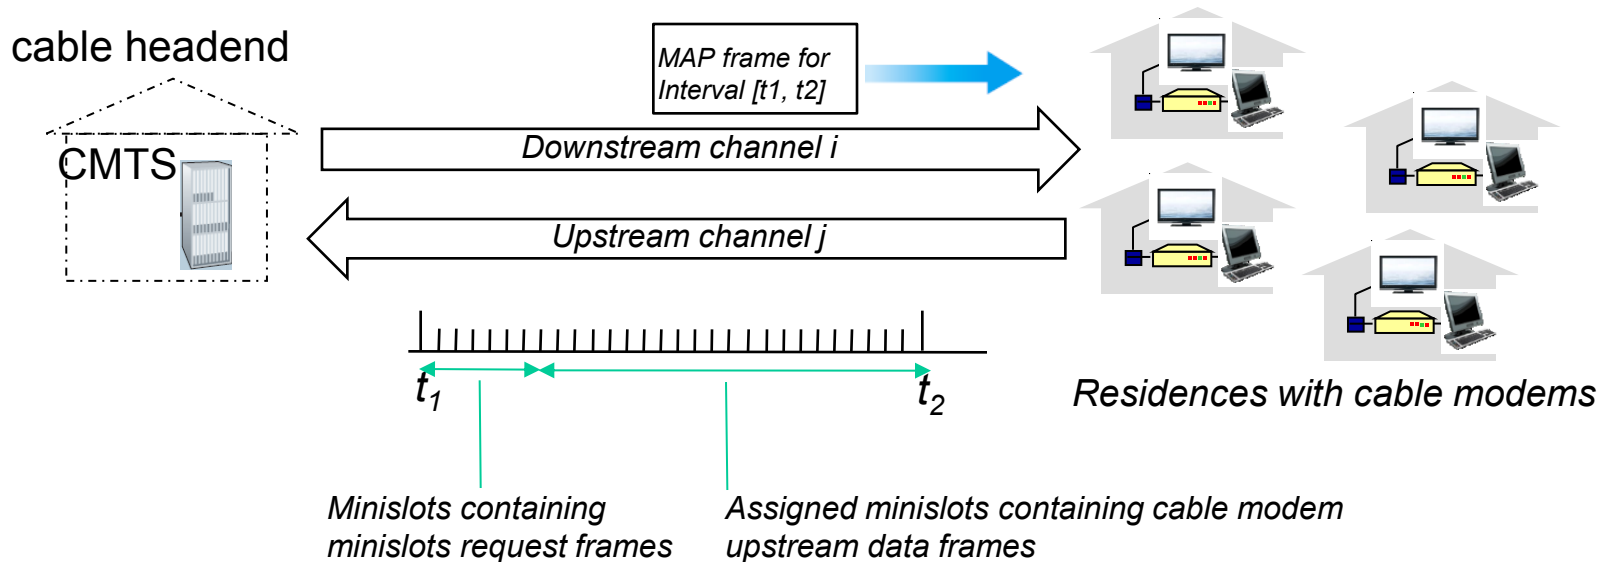 cable headend
MAP frame for
Interval [t1, t2]
CMTS
Downstream channel i
Upstream channel j
t1
t2
Residences with cable modems
Minislots containing
minislots request frames
Assigned minislots containing cable modem
upstream data frames